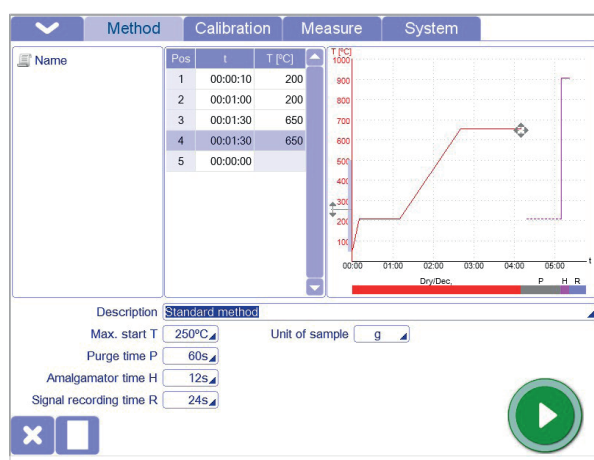 Method Calibration Measure System
Name
Pos t T [ºC]
1 00:00:10 200
2 00:01:00 200
3 00:01:30 650
4 00:01:30 650
5 00:00:00
T [ºC]
1000
900
800
700
600
500
400
300
200
100
00:00 01:00 02:00 03:00 04:00 05:00 t
Dry/Dec, P H R
Description Standard method
Max. start T 250ºC Unit of sample g
Purge time P 60s
Amalgamator time H 12s
Signal recording time R 24s